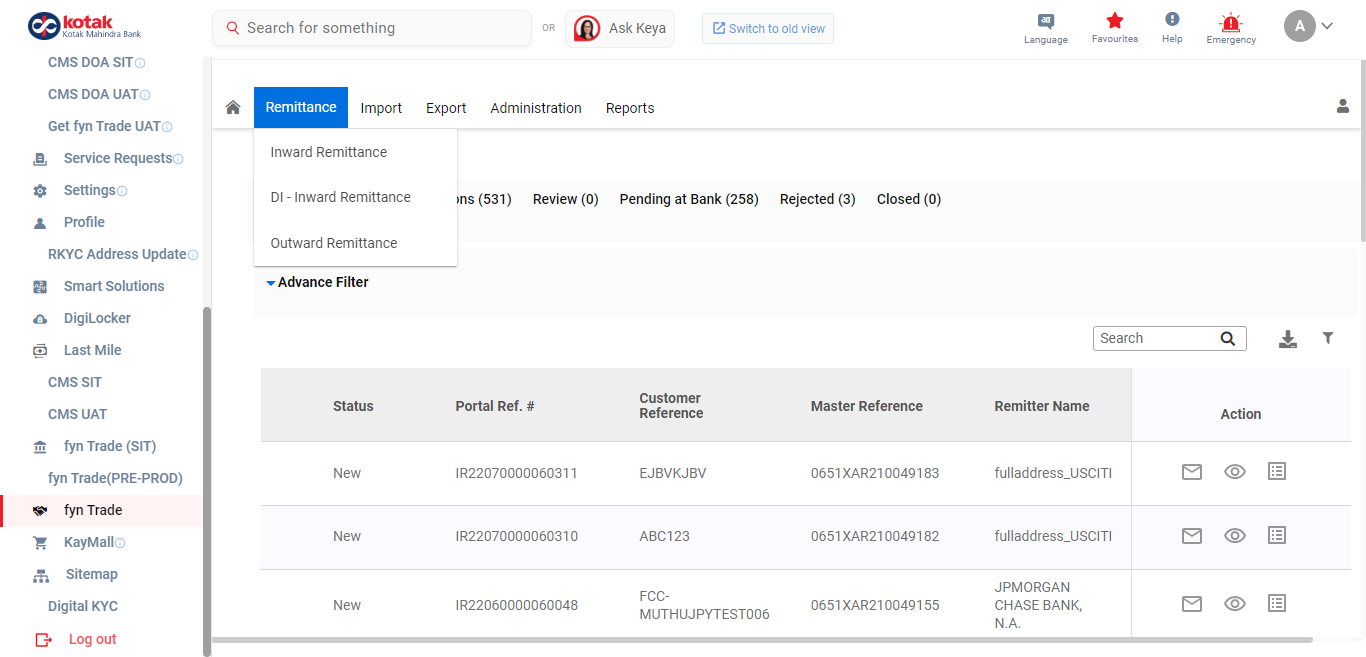 kotak
Kotak Mahindra Bank
Search for something
OR
Ask Keya
Switch to old view
Language
Favourites
Help
Emergency
A
CMS DOA SIT
CMS DOA UAT
Get fyn Trade UAT
Service Requests
Settings
Profile
RKYC Address Update
Smart Solutions
DigiLocker
Last Mile
CMS SIT
CMS UAT
fyn Trade (SIT)
fyn Trade(PRE-PROD)
fyn Trade
KayMall
Sitemap
Digital KYC
Log out
Remittance Import Export Administration Reports
Inward Remittance
DI - Inward Remittance
Outward Remittance
ons (531) Review (0) Pending at Bank (258) Rejected (3) Closed (0)
Advance Filter
Search
Status Portal Ref. # Customer Reference Master Reference Remitter Name Action
New IR22070000060311 EJBVKJBV 0651XAR210049183 fulladdress_USCITI
New IR22070000060310 ABC123 0651XAR210049182 fulladdress_USCITI
New IR22060000060048 FCC-MUTHUJPYTEST006 0651XAR210049155 JPMORGAN CHASE BANK, N.A.